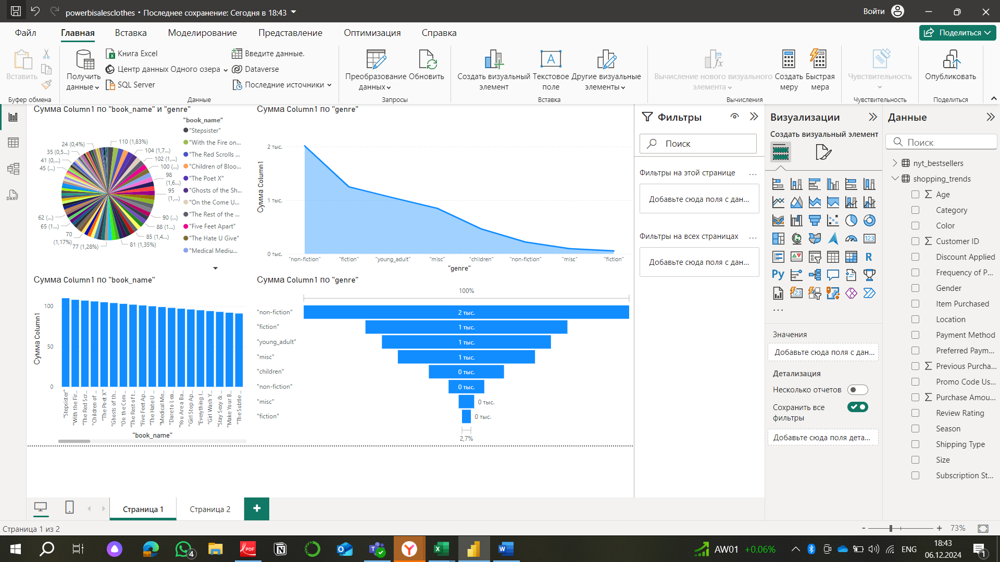 powerbisalesclothes • Последнее сохранение: Сегодня в 18:43
Войти
Файл
Главная
Вставка
Моделирование
Представление
Оптимизация
Справка
Поделиться
Вставить
Буфер обмена
Получить данные
Книга Excel
Центр данных Одного озера
SQL Server
Введите данные.
Dataverse
Последние источники
Данные
Преобразование данных
Обновить
Запросы
Создать визуальный элемент
Текстовое поле
Другие визуальные элементы
Вставка
Вычисление нового визуального элемента
Создать меру
Быстрая мера
Вычисления
Чувствительность
Чувствительность
Опубликовать
Поделиться
Сумма Column1 по "book_name" и "genre"
"book_name"
"Stepsister"
"With the Fire on...
"The Red Scrolls ...
"Children of Bloo...
"The Poet X"
"Ghosts of the Sh...
"On the Come U...
"The Rest of the ...
"Five Feet Apart"
"The Hate U Give"
"Medical Mediu...
110 (1,83%)
104 (1,7...
102 (1,...
100 (...)
98 (1,6...
95 (1,...)
90 (...)
88 (1...
85 (1,4...
81 (1,35%)
77 (1,28%)
70 (1,17%)
65 (1...
62 (...)
45 (...)
41 (0,...
35 (0,5...
24 (0,4%)
Сумма Column1 по "genre"
Сумма Column1
2 тыс.
1 тыс.
0 тыс.
"non-fiction"
"fiction"
"young_adult"
"misc"
"children"
"non-fiction"
"misc"
"fiction"
"genre"
Сумма Column1 по "book_name"
Сумма Column1
100
50
0
"Stepsister"
"With the Fir...
"The Red Scr...
"Children of ...
"The Poet X"
"Ghosts of th...
"On the Com...
"The Rest of t...
"Five Feet Ap...
"The Hate U ...
"Medical Me...
"Dare to Lea...
"You Are a Ba...
"Girl Stop Ap...
"Everything I...
"Girl Wash Y...
"Stay Sexy & ...
"Make Your B...
"The Subtle...
"book_name"
Сумма Column1 по "genre"
100%
"non-fiction" 2 тыс.
"fiction" 1 тыс.
"young_adult" 1 тыс.
"misc" 1 тыс.
"children" 0 тыс.
"non-fiction" 0 тыс.
"misc" 0 тыс.
"fiction" 0 тыс.
2,7%
Фильтры
Поиск
Фильтры на этой странице ...
Добавьте сюда поля с дан...
Фильтры на всех страницах ...
Добавьте сюда поля с дан...
Визуализации
Создать визуальный элемент
123
R
Py
123
...
Значения
Добавьте сюда поля с дан...
Детализация
Несколько отчетов
Сохранить все фильтры
Добавьте сюда поля дета...
Данные
Поиск
nyt_bestsellers
shopping_trends
Age
Category
Color
Customer ID
Discount Applied
Frequency of P...
Gender
Item Purchased
Location
Payment Method
Preferred Paym...
Previous Purcha...
Promo Code Us...
Purchase Amou...
Review Rating
Season
Shipping Type
Size
Subscription St...
DAX
Страница 1
Страница 2
Страница 1 из 2
- + 73%
4
PDF
AW01 +0.06%
ENG
18:43
06.12.2024
1